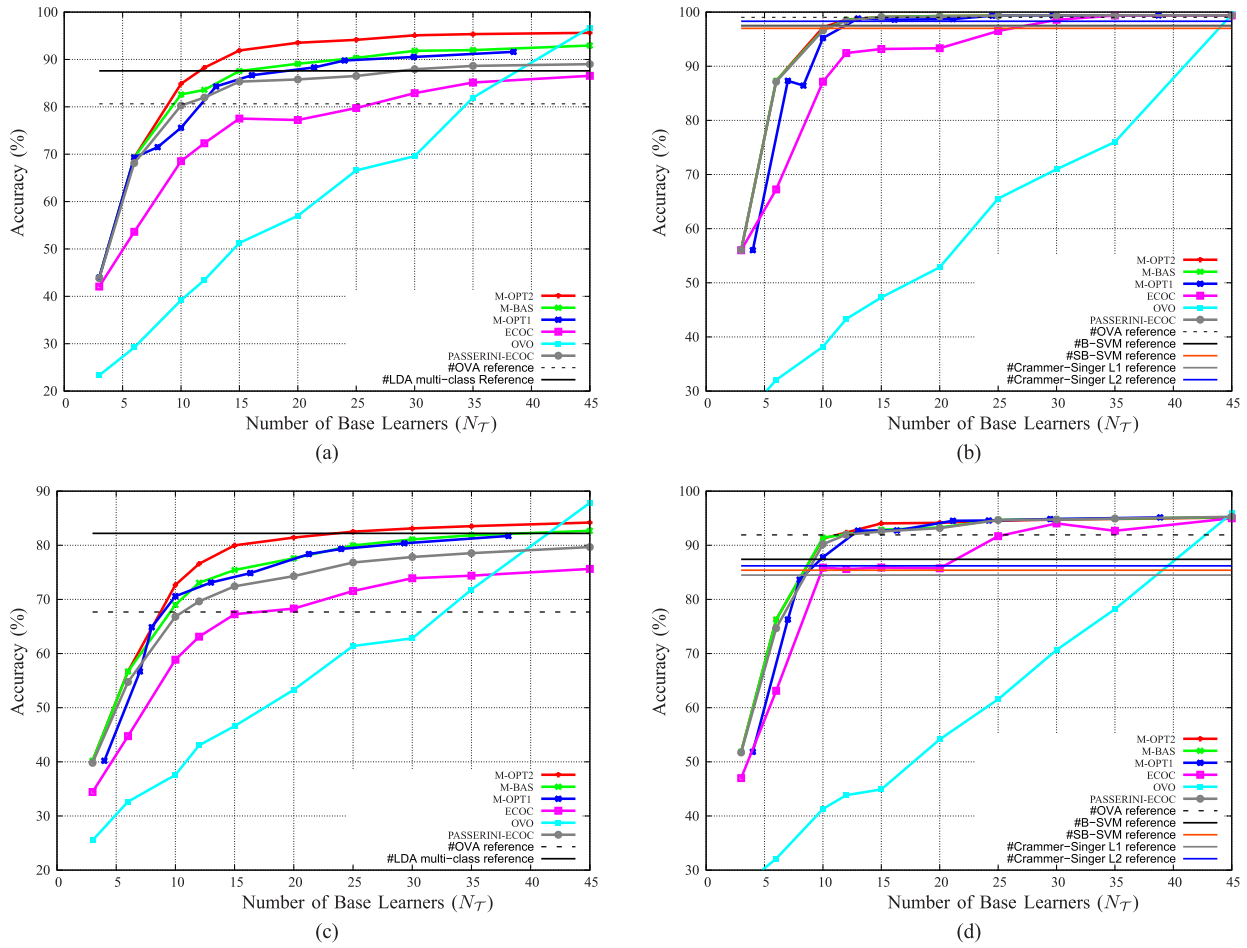 100
90
80
70
60
50
40
30
20
0 5 10 15 20 25 30 35 40 45
Accuracy (%)
Number of Base Learners (N𝒯)
M-OPT2
M-BAS
M-OPT1
ECOC
OVO
PASSERINI-ECOC
#OVA reference
#LDA multi-class Reference
(a)
100
90
80
70
60
50
40
30
0 5 10 15 20 25 30 35 40 45
Accuracy (%)
Number of Base Learners (N𝒯)
M-OPT2
M-BAS
M-OPT1
ECOC
OVO
PASSERINI-ECOC
#OVA reference
#B-SVM reference
#SB-SVM reference
#Crammer-Singer L1 reference
#Crammer-Singer L2 reference
(b)
90
80
70
60
50
40
30
20
0 5 10 15 20 25 30 35 40 45
Accuracy (%)
Number of Base Learners (N𝒯)
M-OPT2
M-BAS
M-OPT1
ECOC
OVO
PASSERINI-ECOC
#OVA reference
#LDA multi-class reference
(c)
100
90
80
70
60
50
40
30
0 5 10 15 20 25 30 35 40 45
Accuracy (%)
Number of Base Learners (N𝒯)
M-OPT2
M-BAS
M-OPT1
ECOC
OVO
PASSERINI-ECOC
#OVA reference
#B-SVM reference
#SB-SVM reference
#Crammer-Singer L1 reference
#Crammer-Singer L2 reference
(d)